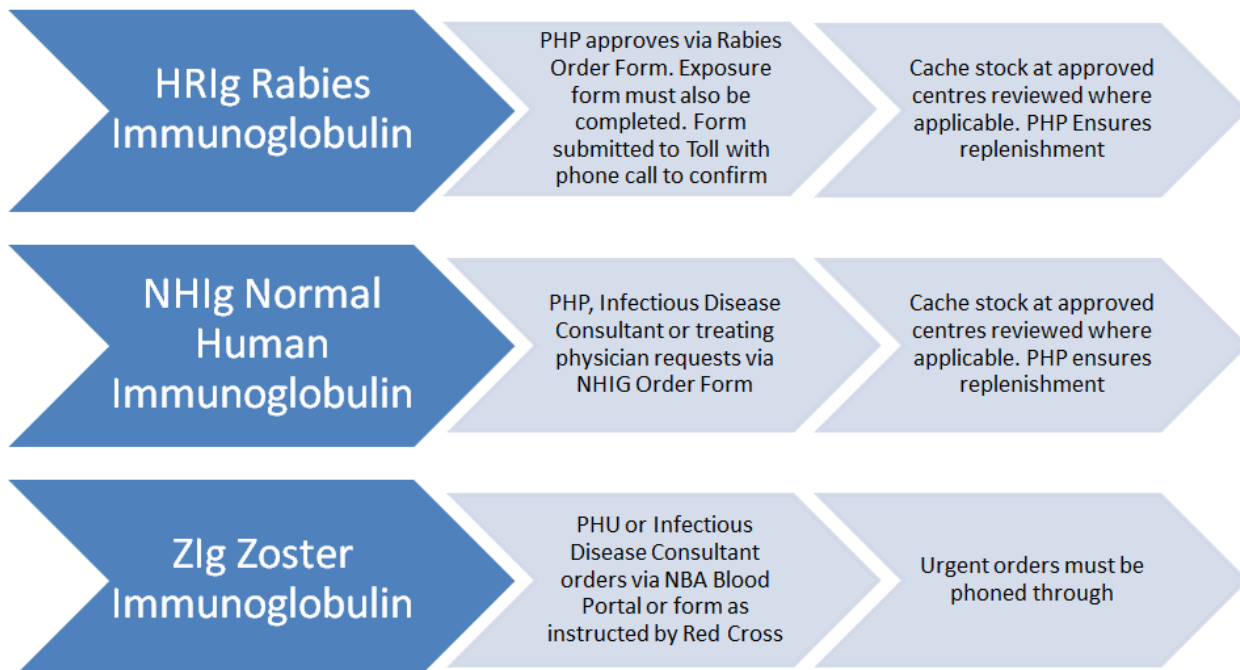 HRIg Rabies
Immunoglobulin
PHP approves via Rabies
Order Form. Exposure
form must also be
completed. Form
submitted to Toll with
phone call to confirm
Cache stock at approved
centres reviewed where
applicable. PHP Ensures
replenishment
NHIg Normal
Human
Immunoglobulin
PHP, Infectious Disease
Consultant or treating
physician requests via
NHIG Order Form
Cache stock at approved
centres reviewed where
applicable. PHP ensures
replenishment
ZIg Zoster
Immunoglobulin
PHU or Infectious
Disease Consultant
orders via NBA Blood
Portal or form as
instructed by Red Cross
Urgent orders must be
phoned through